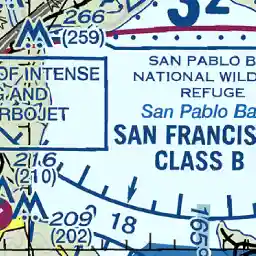 266
(259)
32
SAN PABLO B
NATIONAL WILD
REFUGE
San Pablo Ba
SAN FRANCIS
CLASS B
OF INTENSE
AND
RBOJET
216
(210)
209
(202)
18
165°